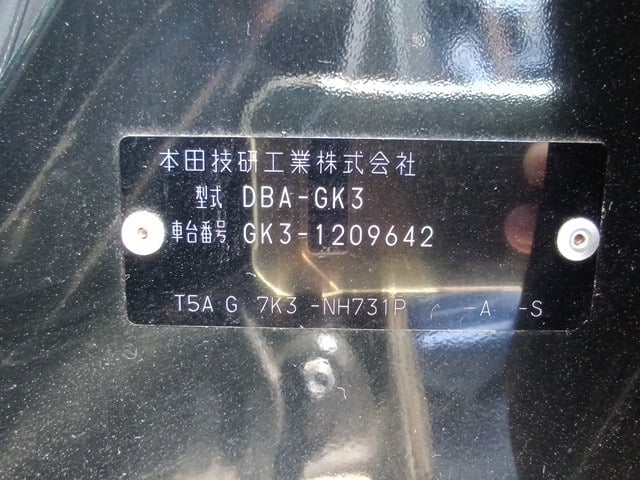 本田技研工業株式会社
型式 DBA-GK3
車台番号 GK3-1209642
T5A G 7K3 -NH731P -A -S